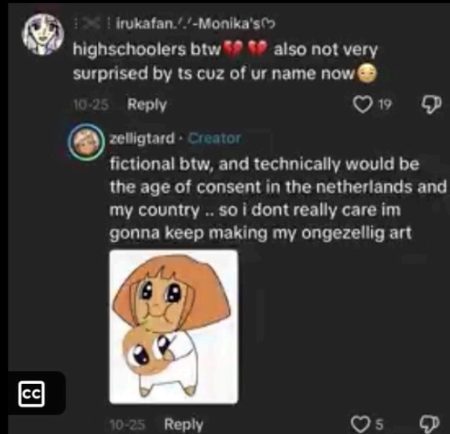 irukafan.'.'-Monika's
highschoolers btw💔💔 also not very
surprised by ts cuz of ur name now
10-25 Reply 19
zelligtard · Creator
fictional btw, and technically would be
the age of consent in the netherlands and
my country .. so i dont really care im
gonna keep making my ongezellig art
CC
10-25 Reply 5